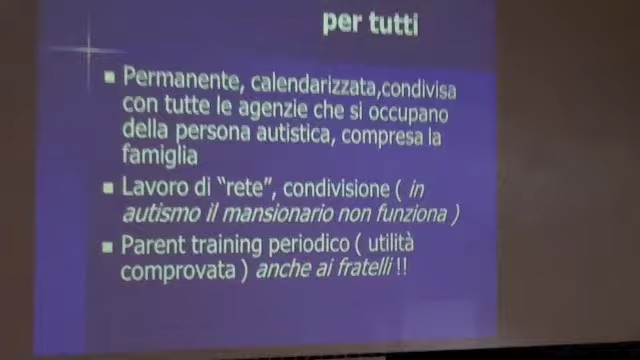 per tutti
▪ Permanente, calendarizzata,condivisa
con tutte le agenzie che si occupano
della persona autistica, compresa la
famiglia
▪ Lavoro di "rete", condivisione ( in
autismo il mansionario non funziona )
▪ Parent training periodico ( utilità
comprovata ) anche ai fratelli !!